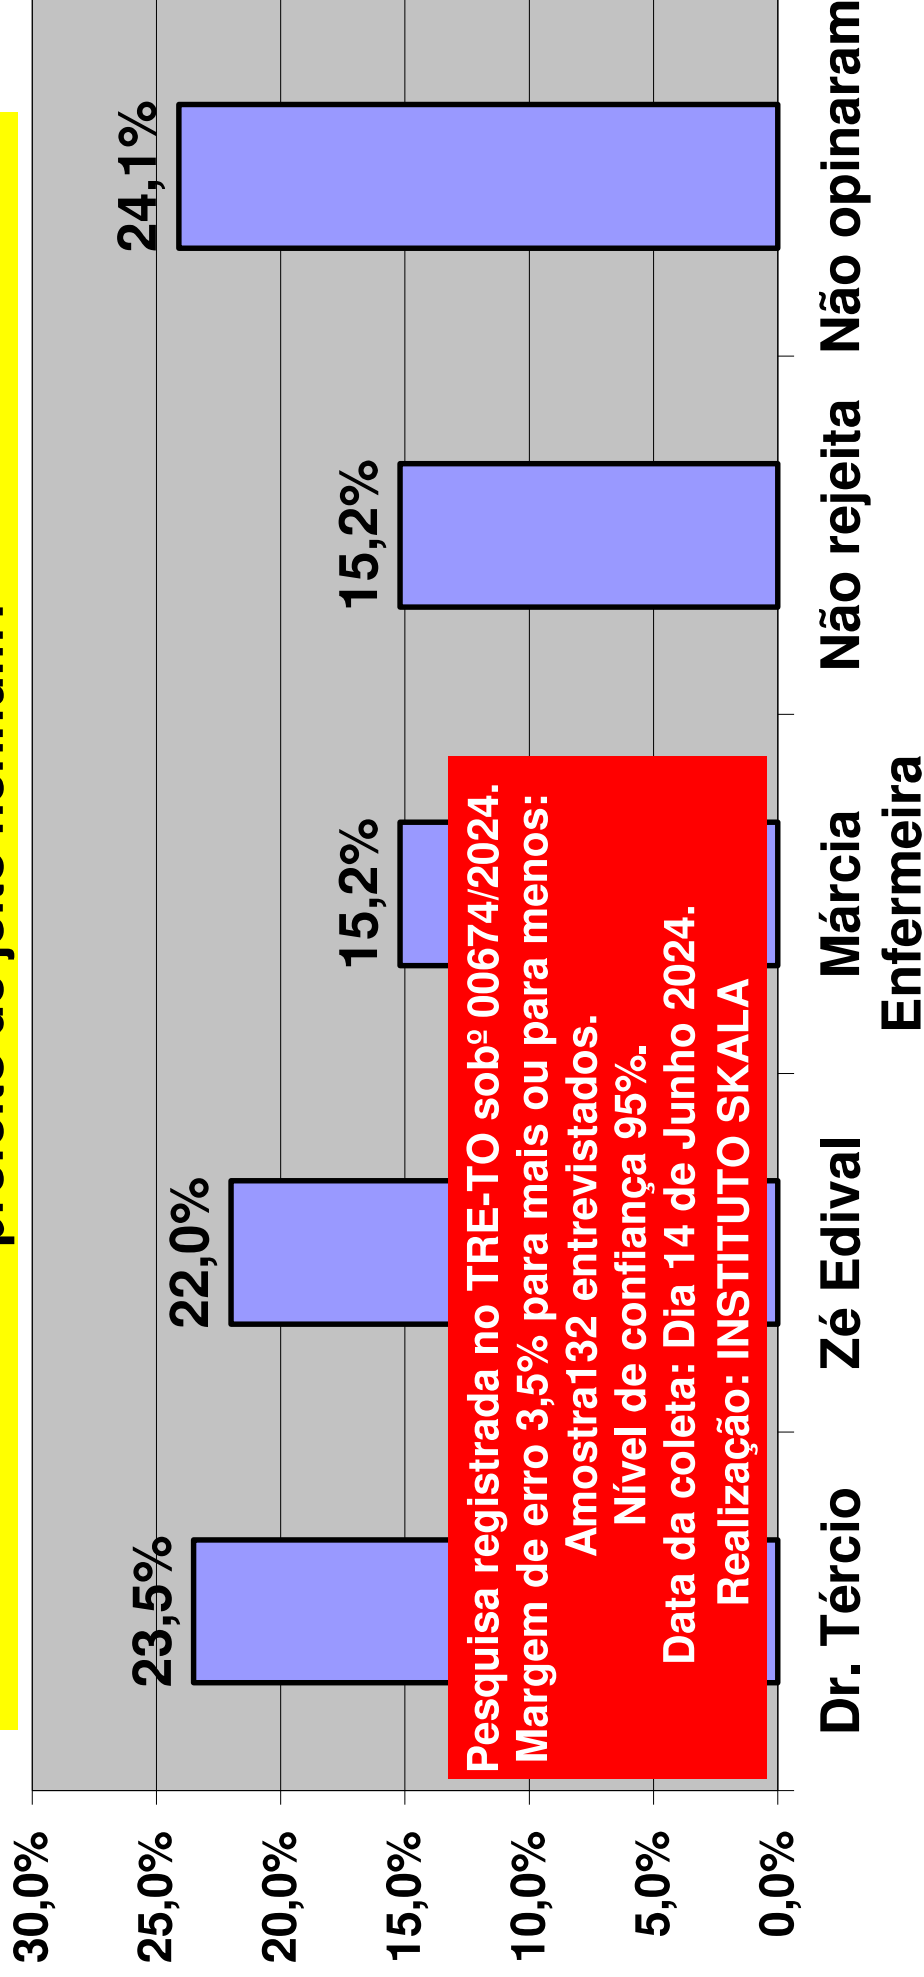 30,0%
25,0%
20,0%
15,0%
10,0%
5,0%
0,0%
23,5%
22,0%
15,2%
15,2%
24,1%
Pesquisa registrada no TRE-TO sobº 00674/2024.
Margem de erro 3,5% para mais ou para menos:
Amostra132 entrevistados.
Nível de confiança 95%.
Data da coleta: Dia 14 de Junho 2024.
Realização: INSTITUTO SKALA
Dr. Tércio
Zé Edival
Márcia
Enfermeira
Não rejeita
Não opinaram